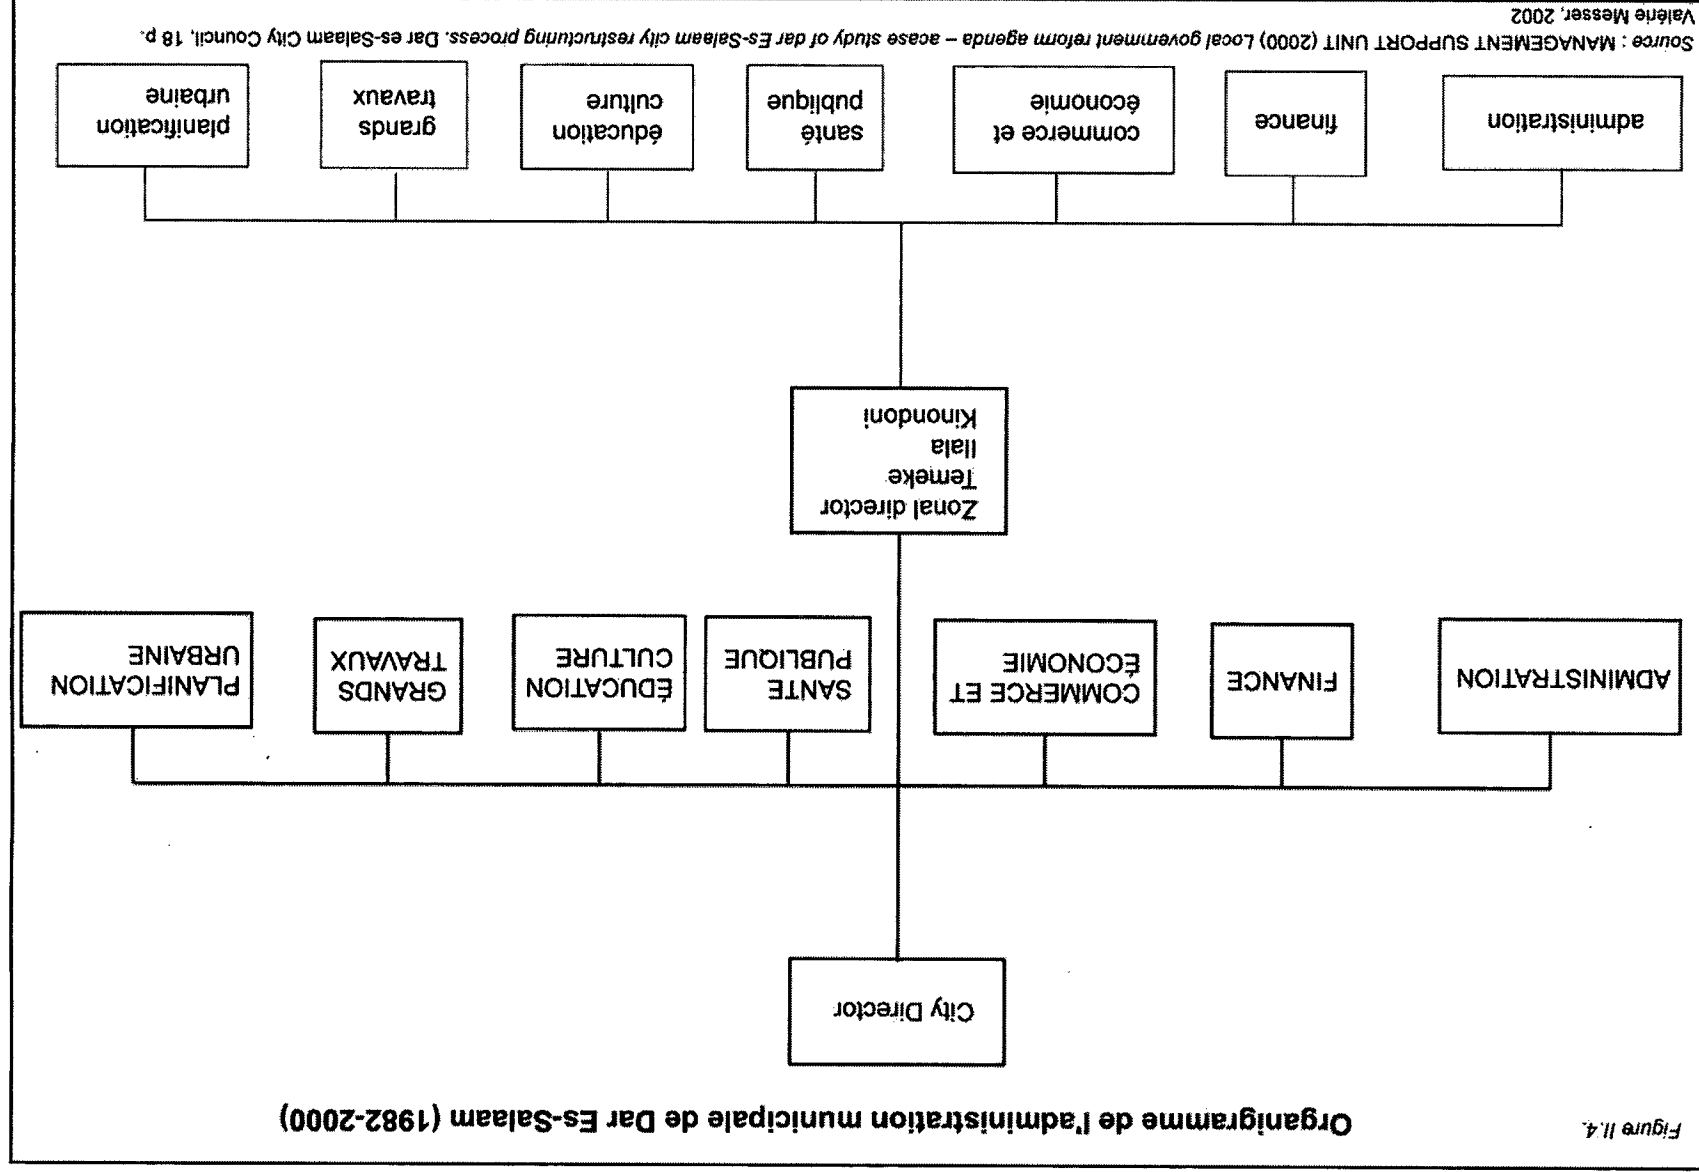 Figure II.4.
Organigramme de l'administration municipale de Dar Es-Salaam (1982-2000)
City Director
ADMINISTRATION
FINANCE
COMMERCE ET
ÉCONOMIE
SANTE
PUBLIQUE
ÉDUCATION
CULTURE
GRANDS
TRAVAUX
PLANIFICATION
URBAINE
Zonal director
Temeke
Ilala
Kinondoni
administration
finance
commerce et
économie
santé
publique
éducation
culture
grands
travaux
planification
urbaine
Source : MANAGEMENT SUPPORT UNIT (2000) Local government reform agenda – acase study of dar Es-Salaam city restructuring process. Dar es-Salaam City Council, 18 p.
Valérie Messer, 2002